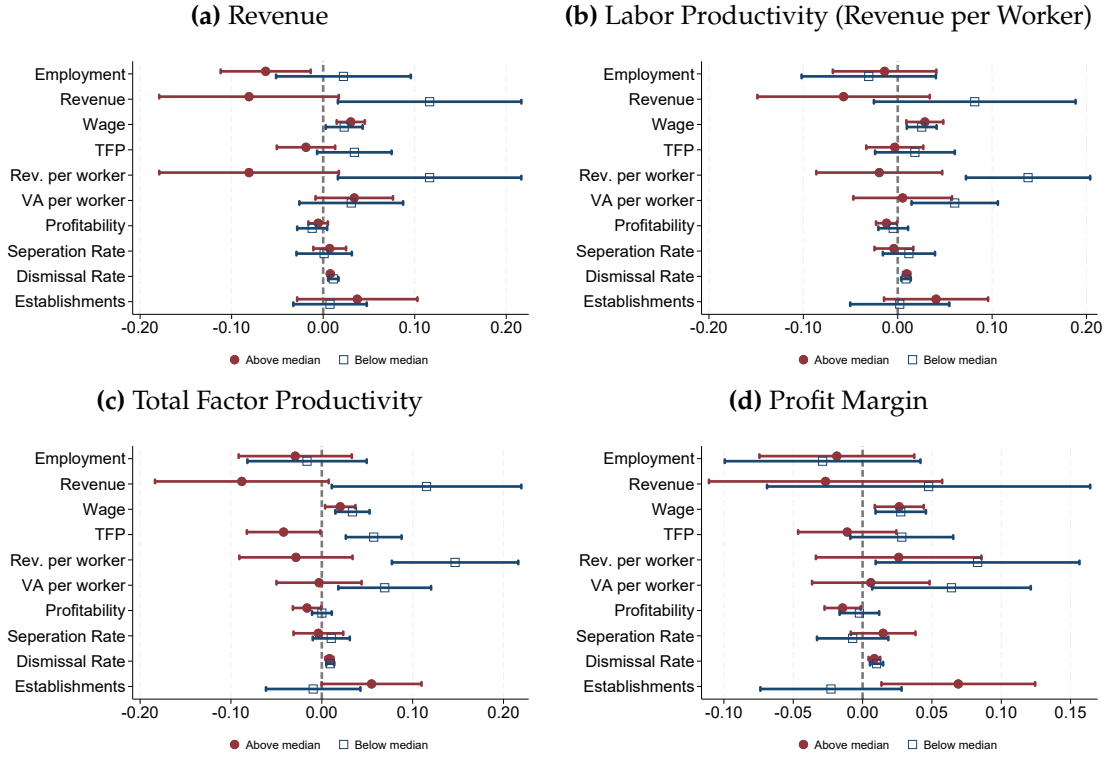 (a) Revenue
Employment
Revenue
Wage
TFP
Rev. per worker
VA per worker
Profitability
Seperation Rate
Dismissal Rate
Establishments
-0.20 -0.10 0.00 0.10 0.20
Above median Below median
(b) Labor Productivity (Revenue per Worker)
Employment
Revenue
Wage
TFP
Rev. per worker
VA per worker
Profitability
Seperation Rate
Dismissal Rate
Establishments
-0.20 -0.10 0.00 0.10 0.20
Above median Below median
(c) Total Factor Productivity
Employment
Revenue
Wage
TFP
Rev. per worker
VA per worker
Profitability
Seperation Rate
Dismissal Rate
Establishments
-0.20 -0.10 0.00 0.10 0.20
Above median Below median
(d) Profit Margin
Employment
Revenue
Wage
TFP
Rev. per worker
VA per worker
Profitability
Seperation Rate
Dismissal Rate
Establishments
-0.10 -0.05 0.00 0.05 0.10 0.15
Above median Below median